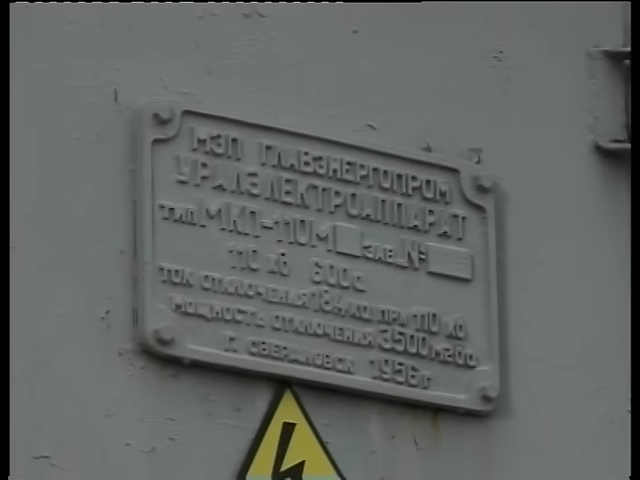 МЭП ГЛАВЭНЕРГОПРОМ
УРАЛЭЛЕКТРОАППАРАТ
ТИП МКП-110М ЗАВ. №
110 кв 600а
ТОК ОТКЛЮЧЕНИЯ 18,4 ка ПРИ 110 кв
МОЩНОСТЬ ОТКЛЮЧЕНИЯ 3500 мгва
Г. СВЕРДЛОВСК 1956 г